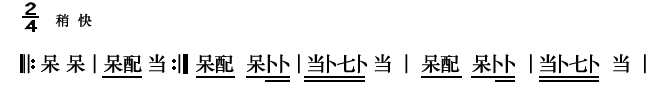 2/4 稍 快
‖: 呆 呆 | 呆配 当 :‖ 呆配 呆卜卜 | 当卜七卜 当 | 呆配 呆卜卜 | 当卜七卜 当 |